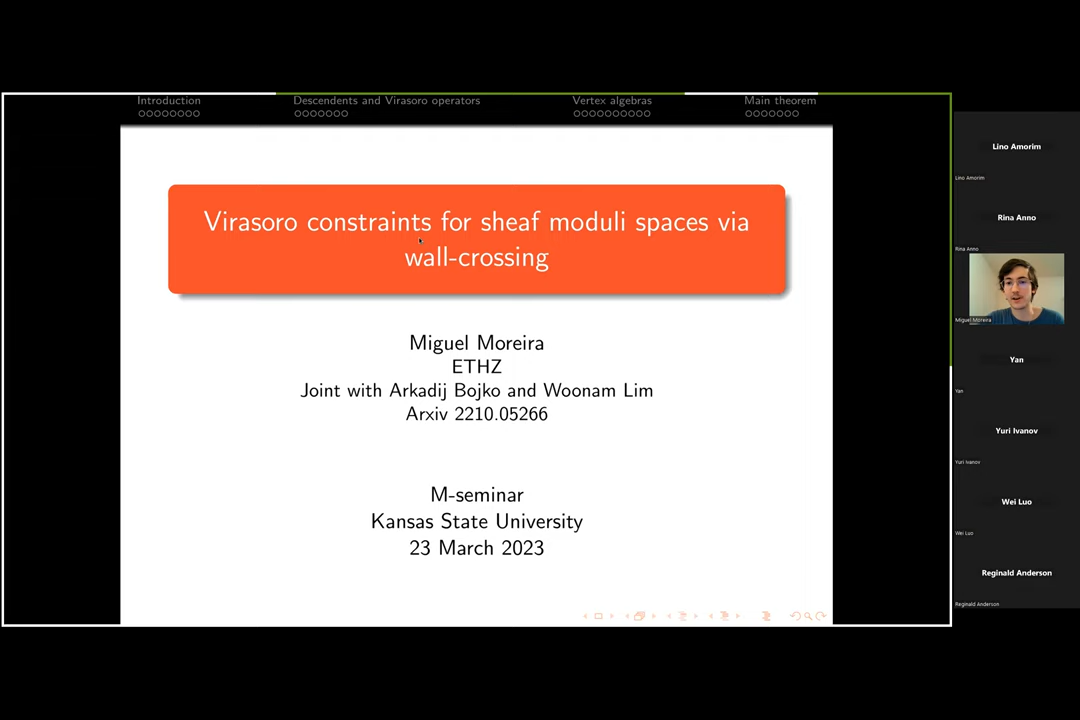 Introduction
Descendents and Virasoro operators
Vertex algebras
Main theorem
Virasoro constraints for sheaf moduli spaces via
wall-crossing
Miguel Moreira
ETHZ
Joint with Arkadij Bojko and Woonam Lim
Arxiv 2210.05266
M-seminar
Kansas State University
23 March 2023
Lino Amorim
Lino Amorim
Rina Anno
Rina Anno
Miguel Moreira
Yan
Yan
Yuri Ivanov
Yuri Ivanov
Wei Luo
Wei Luo
Reginald Anderson
Reginald Anderson